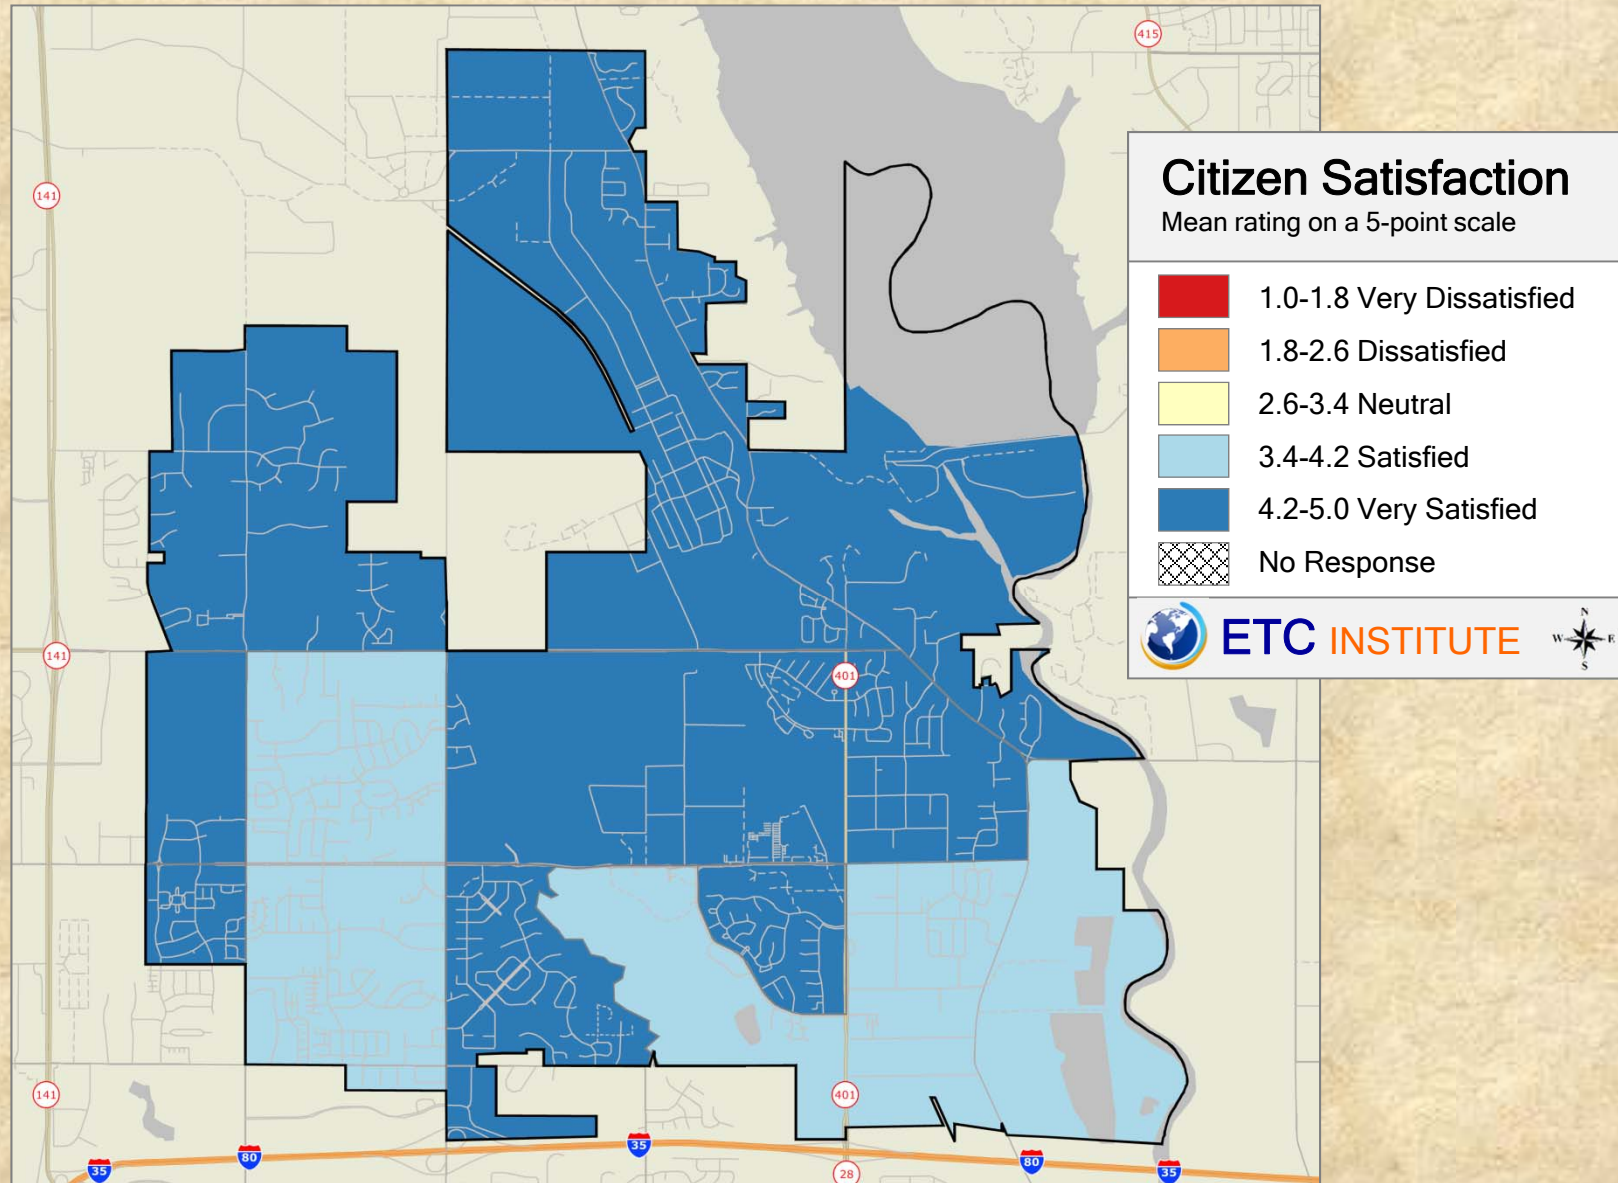 415
141
Citizen Satisfaction
Mean rating on a 5-point scale
1.0-1.8 Very Dissatisfied
1.8-2.6 Dissatisfied
2.6-3.4 Neutral
3.4-4.2 Satisfied
4.2-5.0 Very Satisfied
No Response
ETC INSTITUTE
N
W E
S
141
401
141
401
35
80
35
80
35
28